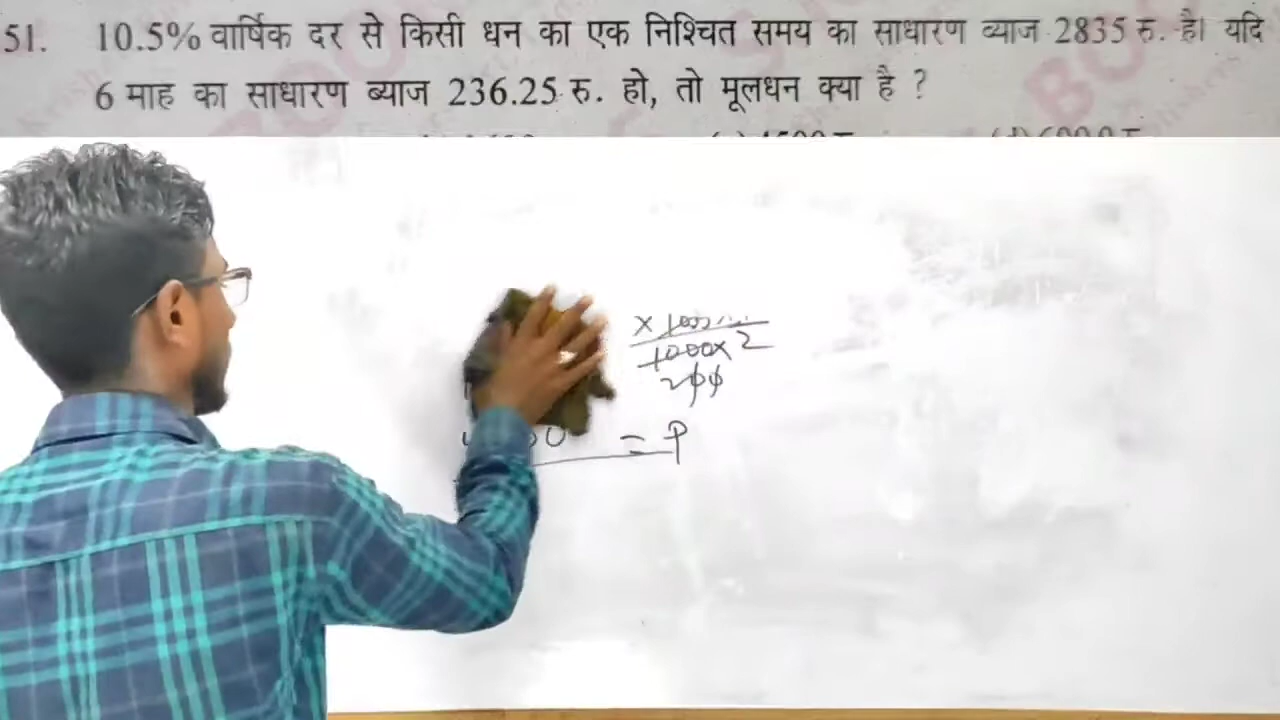 51. 10.5% वार्षिक दर से किसी धन का एक निश्चित समय का साधारण ब्याज 2835 रु. है। यदि
6 माह का साधारण ब्याज 236.25 रु. हो, तो मूलधन क्या है ?
= P